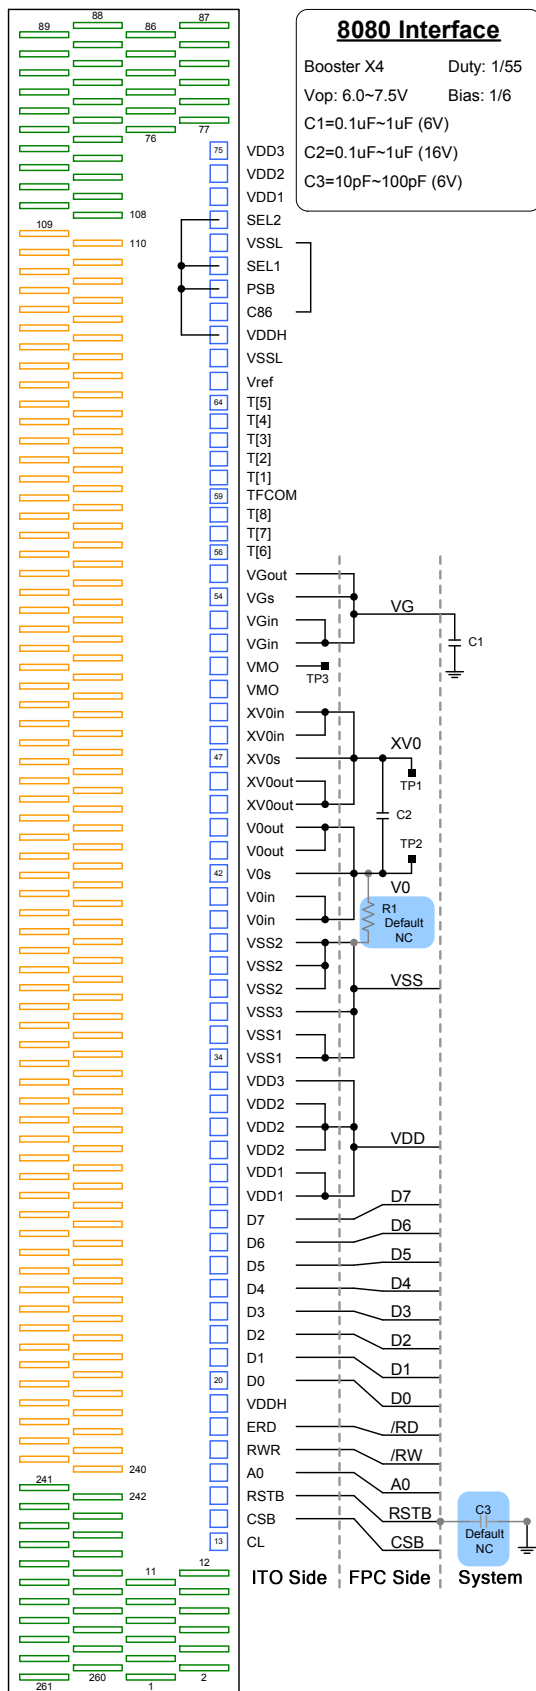 88
87
89
86
8080 Interface
Booster X4 Duty: 1/55
Vop: 6.0~7.5V Bias: 1/6
C1=0.1uF~1uF (6V)
C2=0.1uF~1uF (16V)
C3=10pF~100pF (6V)
77
76
75 VDD3
VDD2
VDD1
108 SEL2
109
110 VSSL
SEL1
PSB
C86
VDDH
VSSL
Vref
64 T[5]
T[4]
T[3]
T[2]
T[1]
59 TFCOM
T[8]
T[7]
56 T[6]
VGout
54 VGs
VG
VGin
C1
VGin
VMO
TP3
VMO
XV0in
XV0in
XV0
47 XV0s
TP1
XV0out
XV0out
C2
V0out
TP2
V0out
42 V0s
V0
V0in
R1
Default
NC
V0in
VSS2
VSS2
VSS
VSS2
VSS3
VSS1
34 VSS1
VDD3
VDD2
VDD2
VDD
VDD2
VDD1
VDD1 D7
D7 D6
D6 D5
D5 D4
D4 D3
D3 D2
D2 D1
D1 D0
20 D0
VDDH
ERD /RD
RWR /RW
240
A0 A0
241
242 RSTB RSTB
C3
Default
NC
CSB CSB
13 CL
12
11
ITO Side FPC Side System
261 260 1 2